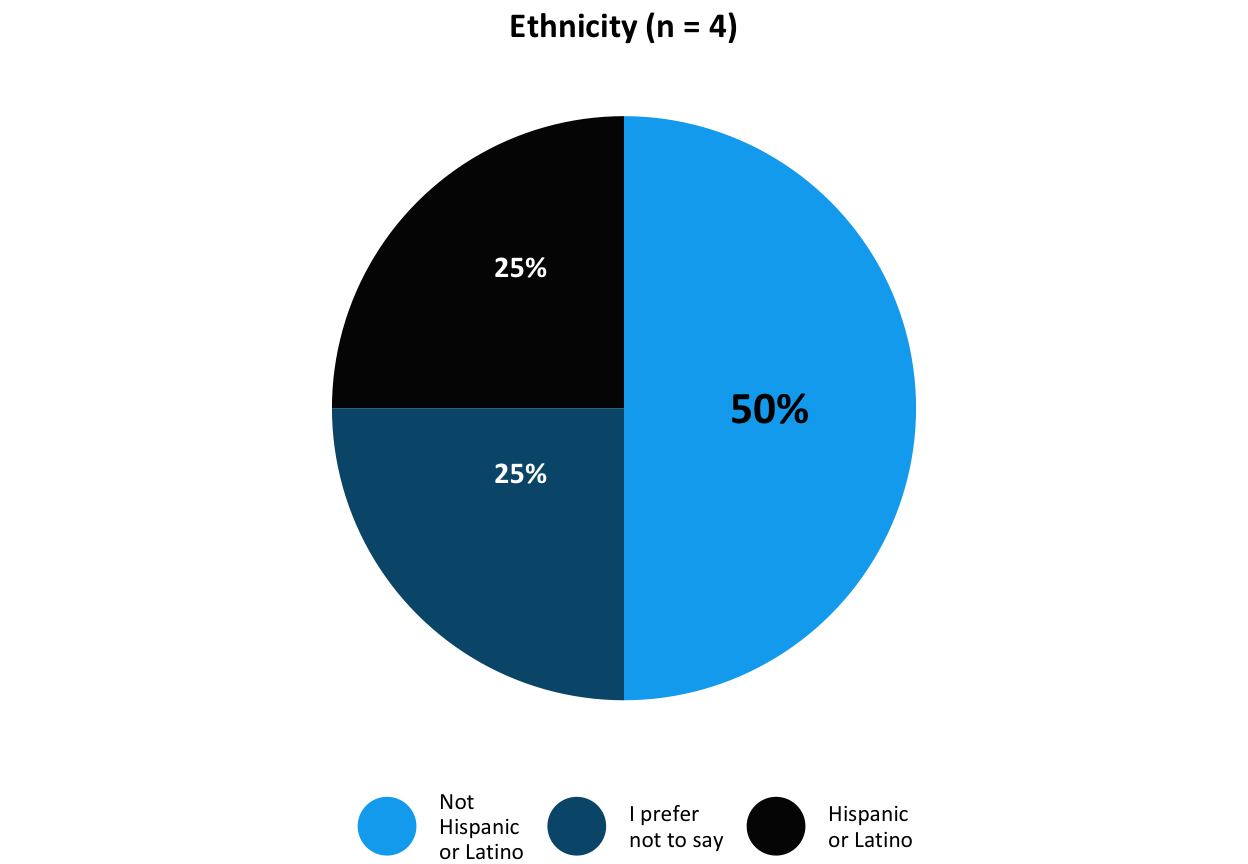 Ethnicity (n = 4)
25%
50%
25%
Not
Hispanic
or Latino
I prefer
not to say
Hispanic
or Latino